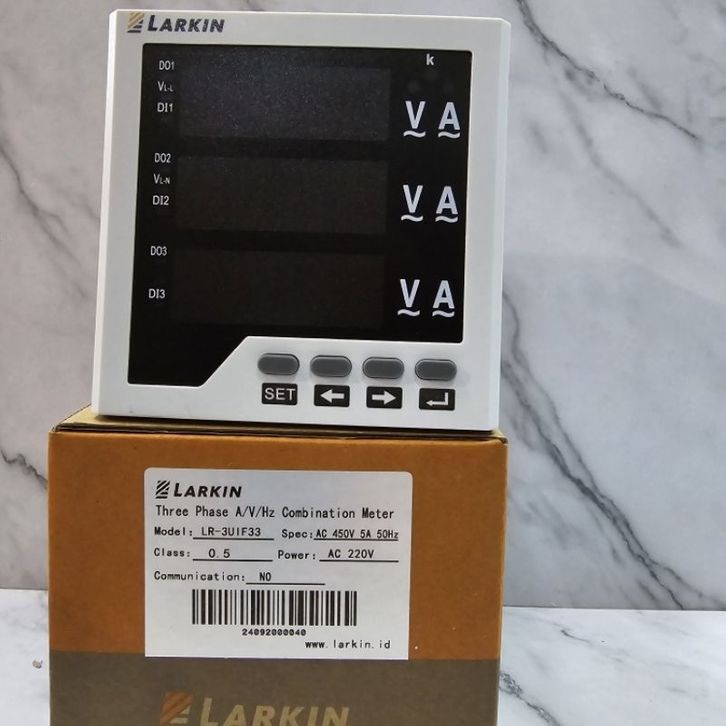 LARKIN
k
DO1
VL-L
DI1
V A
DO2
VL-N
DI2
V A
DO3
DI3
V A
SET
LARKIN
Three Phase A/V/Hz Combination Meter
Model: LR-3UIF33 Spec: AC 450V 5A 50Hz
Class: 0.5 Power: AC 220V
Communication: NO
24092000040
www.larkin.id
LARKIN